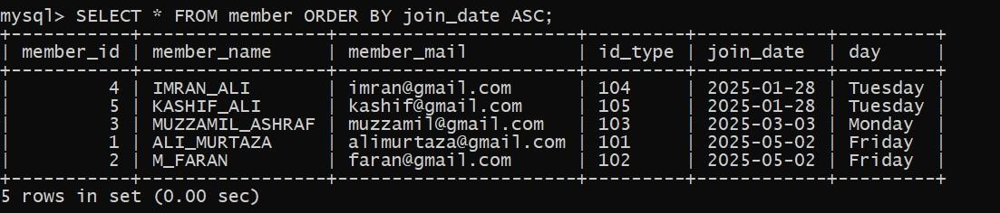 mysql> SELECT * FROM member ORDER BY join_date ASC;
+-----------+-----------------+----------------------+---------+------------+---------+
| member_id | member_name     | member_mail          | id_type | join_date  | day     |
+-----------+-----------------+----------------------+---------+------------+---------+
|         4 | IMRAN_ALI       | imran@gmail.com      | 104     | 2025-01-28 | Tuesday |
|         5 | KASHIF_ALI      | kashif@gmail.com     | 105     | 2025-01-28 | Tuesday |
|         3 | MUZZAMIL_ASHRAF | muzzamil@gmail.com   | 103     | 2025-03-03 | Monday  |
|         1 | ALI_MURTAZA     | alimurtaza@gmail.com | 101     | 2025-05-02 | Friday  |
|         2 | M_FARAN         | faran@gmail.com      | 102     | 2025-05-02 | Friday  |
+-----------+-----------------+----------------------+---------+------------+---------+
5 rows in set (0.00 sec)